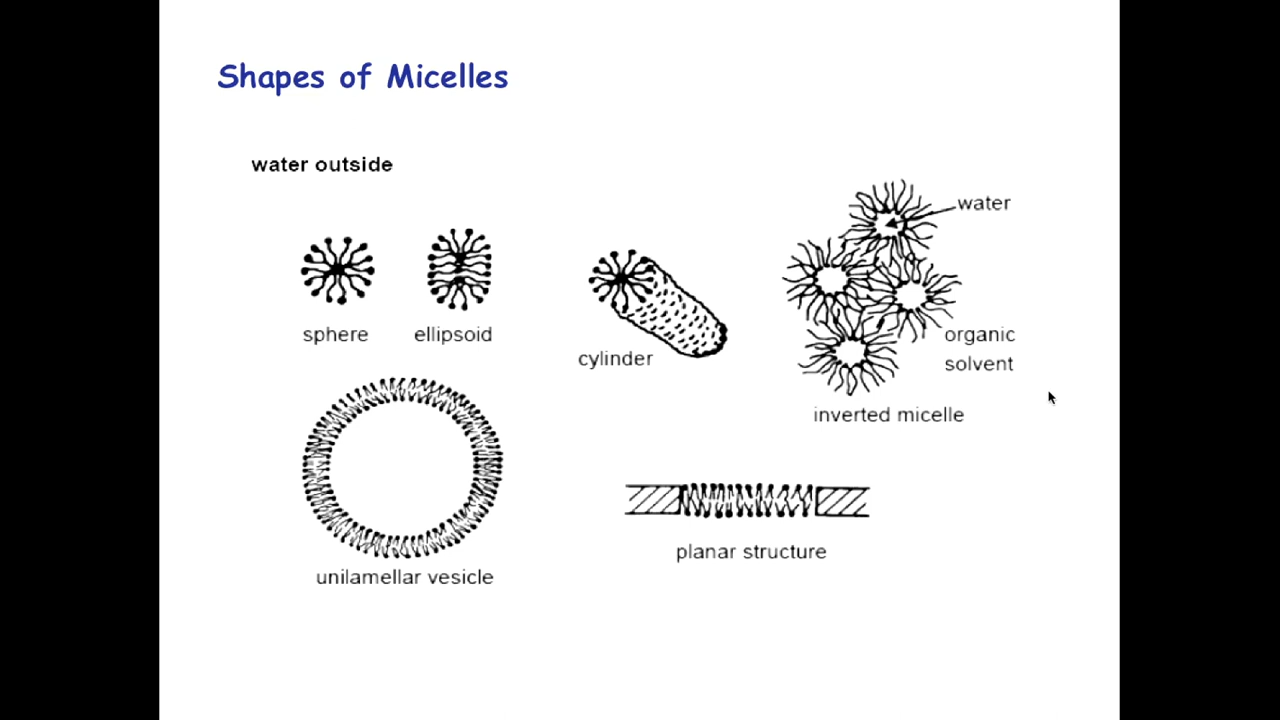 Shapes of Micelles
water outside
water
sphere
ellipsoid
cylinder
organic
solvent
inverted micelle
unilamellar vesicle
planar structure